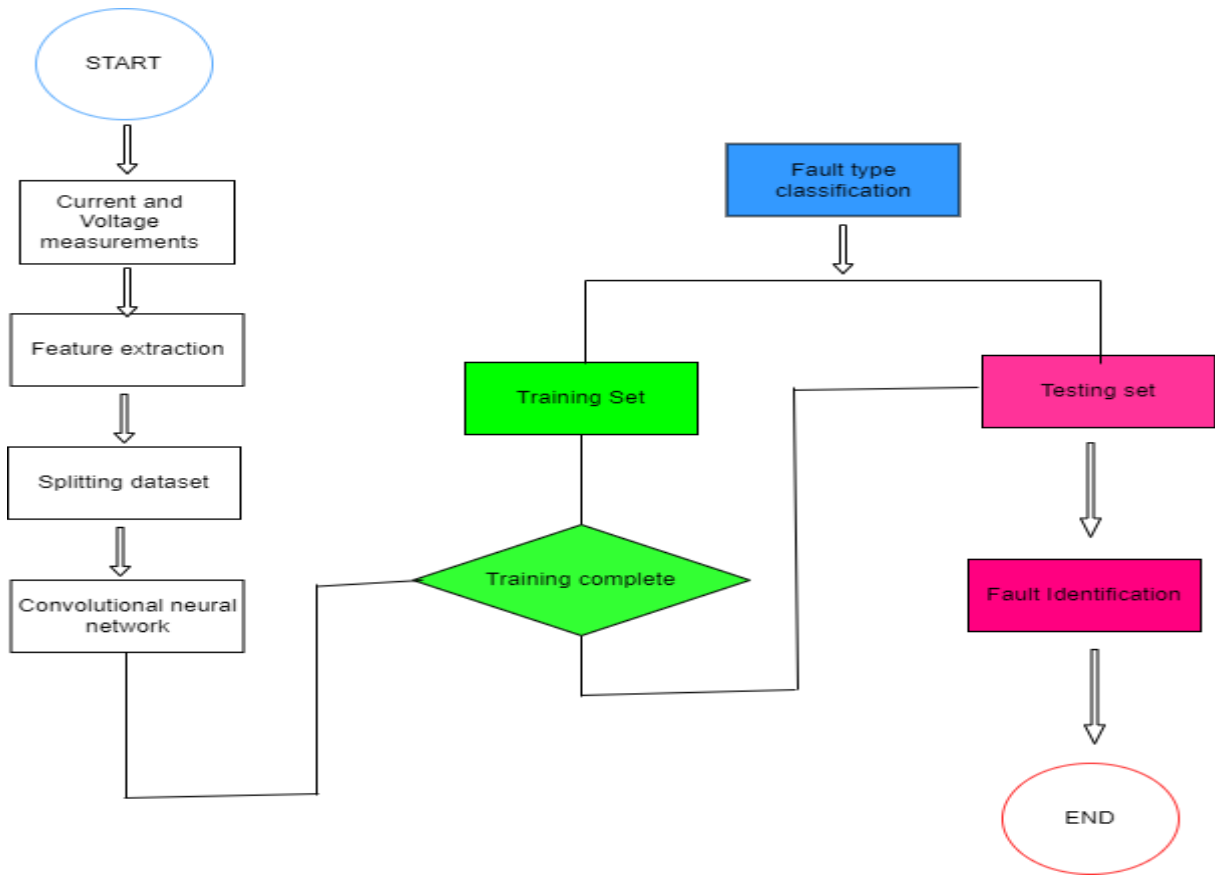 START
Current and
Voltage
measurements
Feature extraction
Splitting dataset
Convolutional neural
network
Fault type
classification
Training Set
Training complete
Testing set
Fault Identification
END